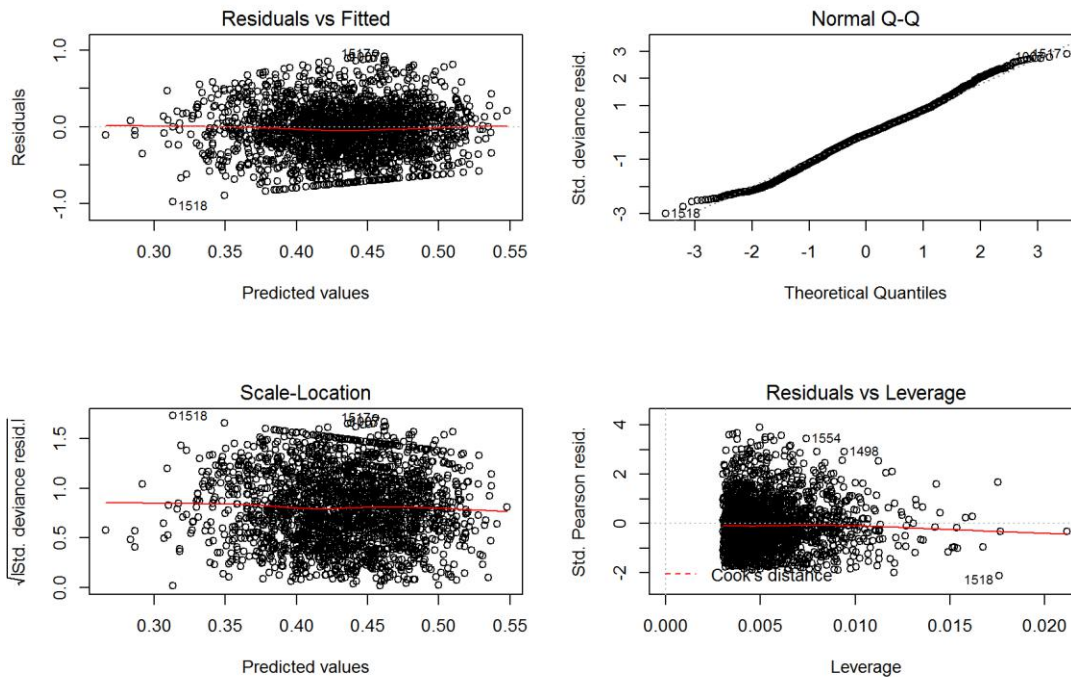 Residuals vs Fitted
Residuals
1.0
0.0
-1.0
1517
1518
0.30 0.35 0.40 0.45 0.50 0.55
Predicted values
Normal Q-Q
Std. deviance resid.
3
2
1
-1
-3
1517
1518
-3 -2 -1 0 1 2 3
Theoretical Quantiles
Scale-Location
√|Std. deviance resid.|
1.5
1.0
0.5
0.0
1518
1517
0.30 0.35 0.40 0.45 0.50 0.55
Predicted values
Residuals vs Leverage
Std. Pearson resid.
4
2
0
-2
1554
1498
1518
Cook's distance
0.000 0.005 0.010 0.015 0.020
Leverage